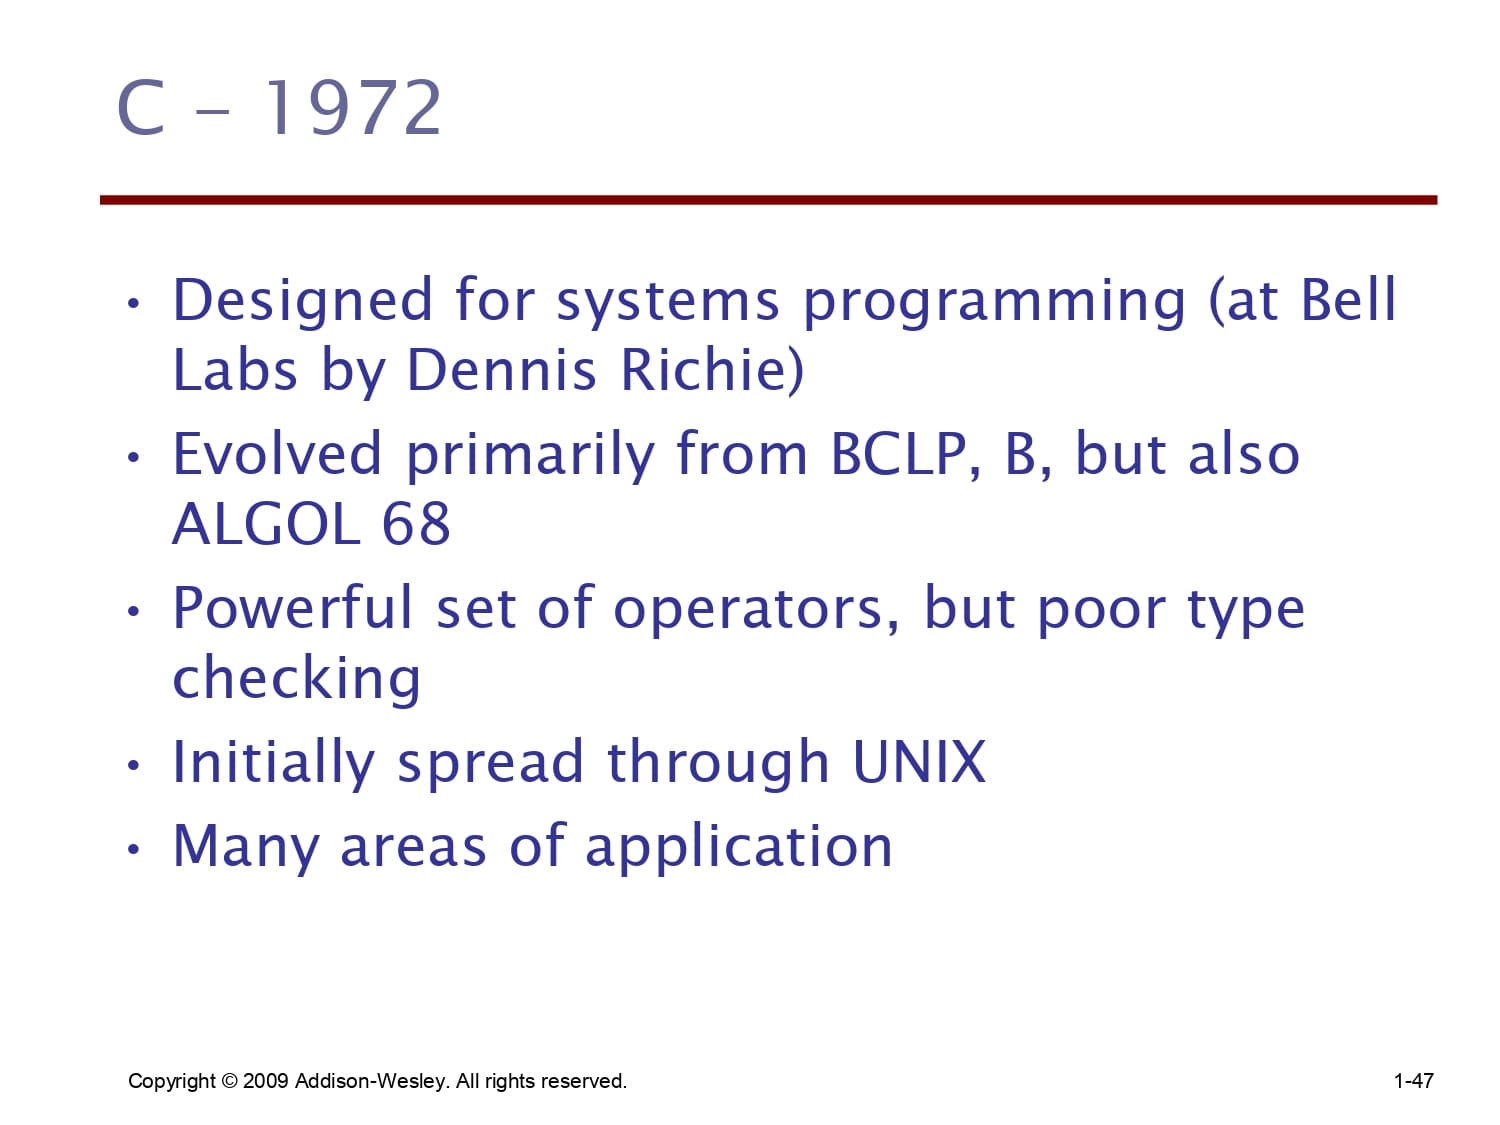 C – 1972
• Designed for systems programming (at Bell
Labs by Dennis Richie)
• Evolved primarily from BCLP, B, but also
ALGOL 68
• Powerful set of operators, but poor type
checking
• Initially spread through UNIX
• Many areas of application
Copyright © 2009 Addison-Wesley. All rights reserved.
1-47